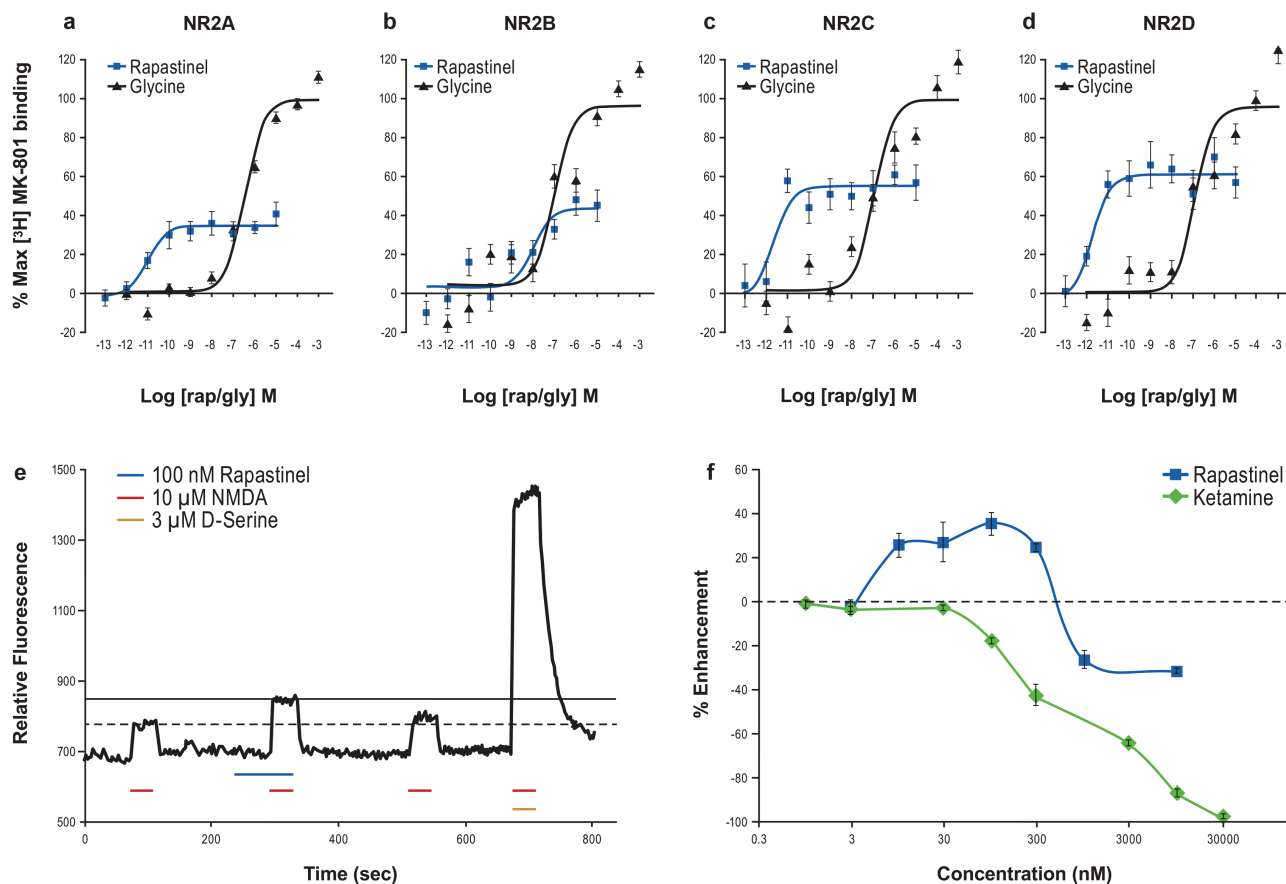 a NR2A
b NR2B
c NR2C
d NR2D
% Max [³H] MK-801 binding
120
100
80
60
40
20
0
-20
Rapastinel
Glycine
-13 -12 -11 -10 -9 -8 -7 -6 -5 -4 -3
Log [rap/gly] M
120
100
80
60
40
20
0
-20
Rapastinel
Glycine
-13 -12 -11 -10 -9 -8 -7 -6 -5 -4 -3
Log [rap/gly] M
120
100
80
60
40
20
0
-20
Rapastinel
Glycine
-13 -12 -11 -10 -9 -8 -7 -6 -5 -4 -3
Log [rap/gly] M
120
100
80
60
40
20
0
-20
Rapastinel
Glycine
-13 -12 -11 -10 -9 -8 -7 -6 -5 -4 -3
Log [rap/gly] M
e
Relative Fluorescence
1500
1300
1100
900
700
500
100 nM Rapastinel
10 µM NMDA
3 µM D-Serine
0 200 400 600 800
Time (sec)
f
% Enhancement
60
40
20
0
-20
-40
-60
-80
-100
Rapastinel
Ketamine
0.3 3 30 300 3000 30000
Concentration (nM)